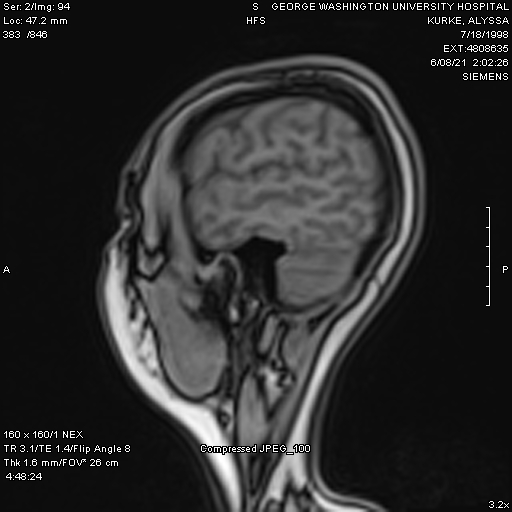 Ser: 2/Img: 94
Loc: 47.2 mm
383 /846
S
HFS
GEORGE WASHINGTON UNIVERSITY HOSPITAL
KURKE, ALYSSA
7/18/1998
EXT:4808635
6/08/21 2:02:26
SIEMENS
A
P
160 x 160/1 NEX
TR 3.1/TE 1.4/Flip Angle 8
Thk 1.6 mm/FOV* 26 cm
4:48:24
Compressed JPEG_100
3.2x